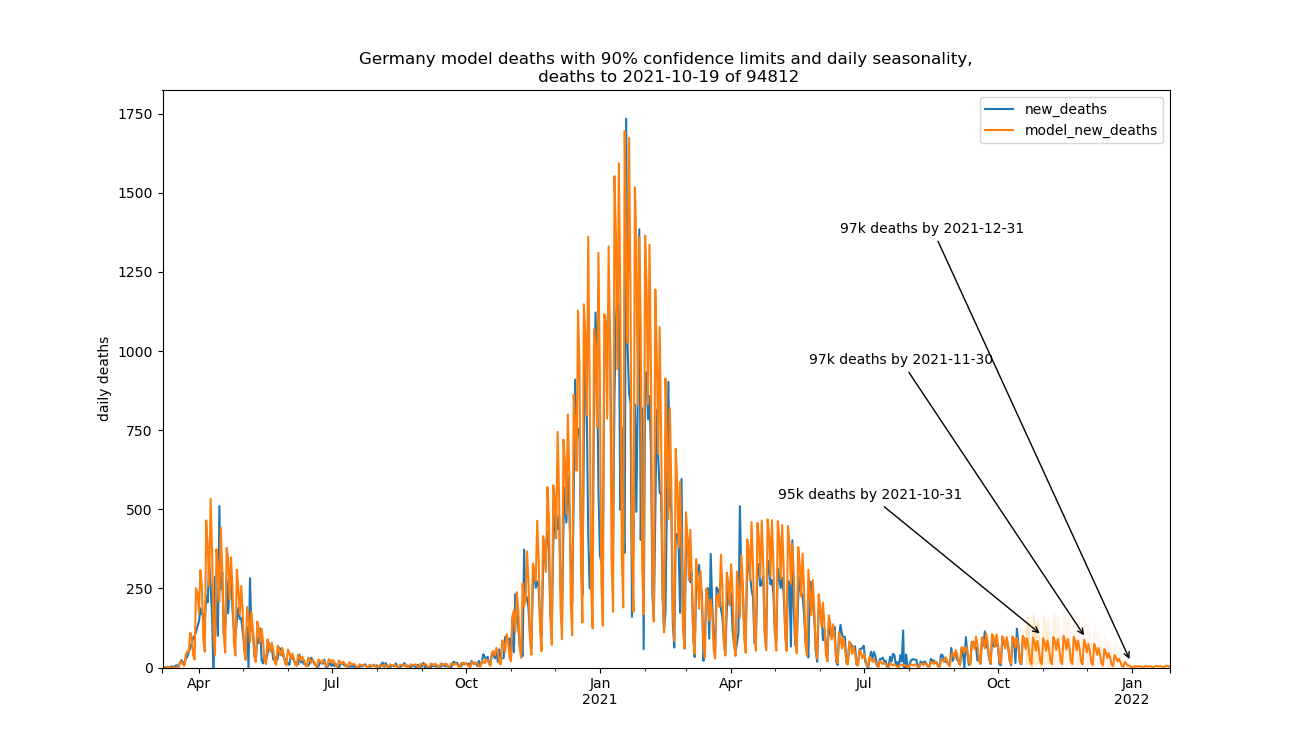 Germany model deaths with 90% confidence limits and daily seasonality,
deaths to 2021-10-19 of 94812
new_deaths
model_new_deaths
daily deaths
1750
1500
1250
1000
750
500
250
0
97k deaths by 2021-12-31
97k deaths by 2021-11-30
95k deaths by 2021-10-31
Apr Jul Oct Jan Apr Jul Oct Jan
2021 2022